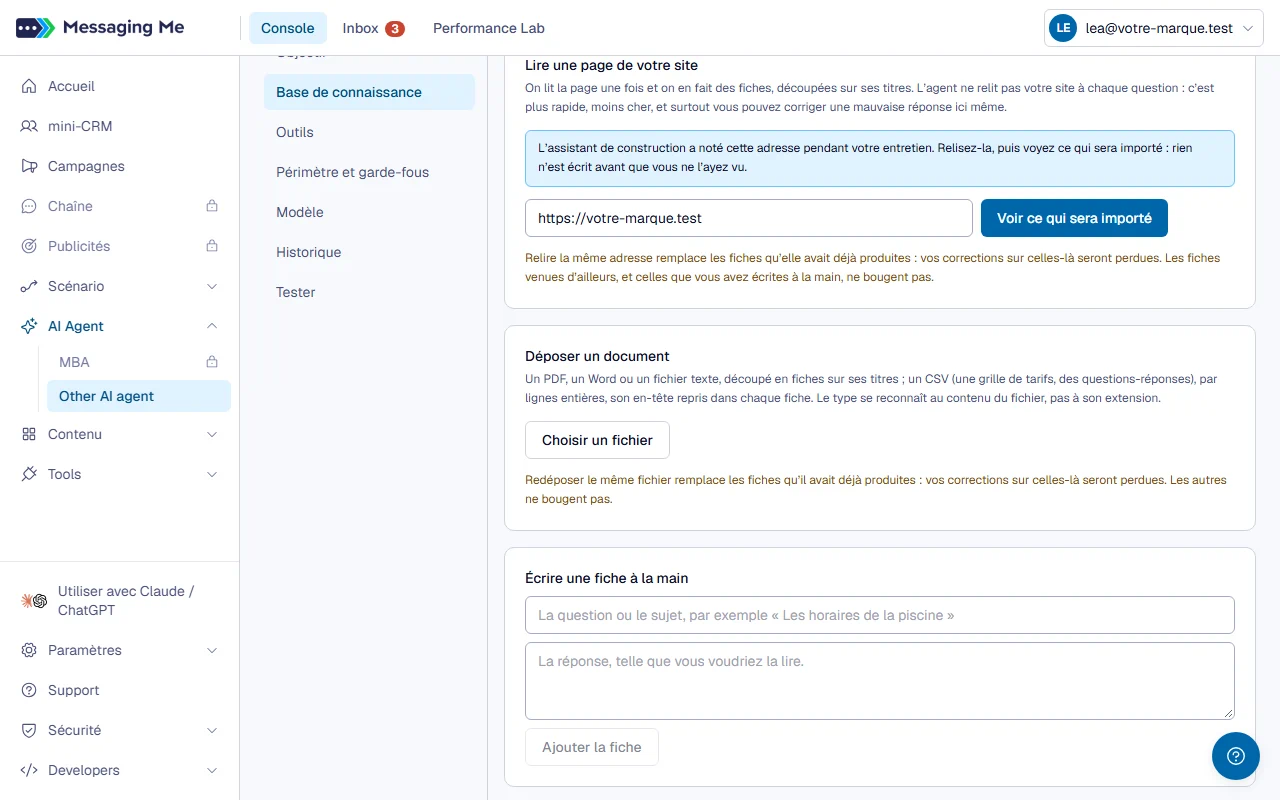 Messaging Me
Console
Inbox 3
Performance Lab
LE lea@votre-marque.test
Accueil
mini-CRM
Campagnes
Chaîne
Publicités
Scénario
AI Agent
MBA
Other AI agent
Contenu
Tools
Utiliser avec Claude /
ChatGPT
Paramètres
Support
Sécurité
Developers
Base de connaissance
Outils
Périmètre et garde-fous
Modèle
Historique
Tester
Lire une page de votre site
On lit la page une fois et on en fait des fiches, découpées sur ses titres. L’agent ne relit pas votre site à chaque question : c’est
plus rapide, moins cher, et surtout vous pouvez corriger une mauvaise réponse ici même.
L’assistant de construction a noté cette adresse pendant votre entretien. Relisez-la, puis voyez ce qui sera importé : rien
n’est écrit avant que vous ne l’ayez vu.
https://votre-marque.test
Voir ce qui sera importé
Relire la même adresse remplace les fiches qu’elle avait déjà produites : vos corrections sur celles-là seront perdues. Les fiches
venues d’ailleurs, et celles que vous avez écrites à la main, ne bougent pas.
Déposer un document
Un PDF, un Word ou un fichier texte, découpé en fiches sur ses titres ; un CSV (une grille de tarifs, des questions-réponses), par
lignes entières, son en-tête repris dans chaque fiche. Le type se reconnaît au contenu du fichier, pas à son extension.
Choisir un fichier
Redéposer le même fichier remplace les fiches qu’il avait déjà produites : vos corrections sur celles-là seront perdues. Les autres
ne bougent pas.
Écrire une fiche à la main
La question ou le sujet, par exemple « Les horaires de la piscine »
La réponse, telle que vous voudriez la lire.
Ajouter la fiche